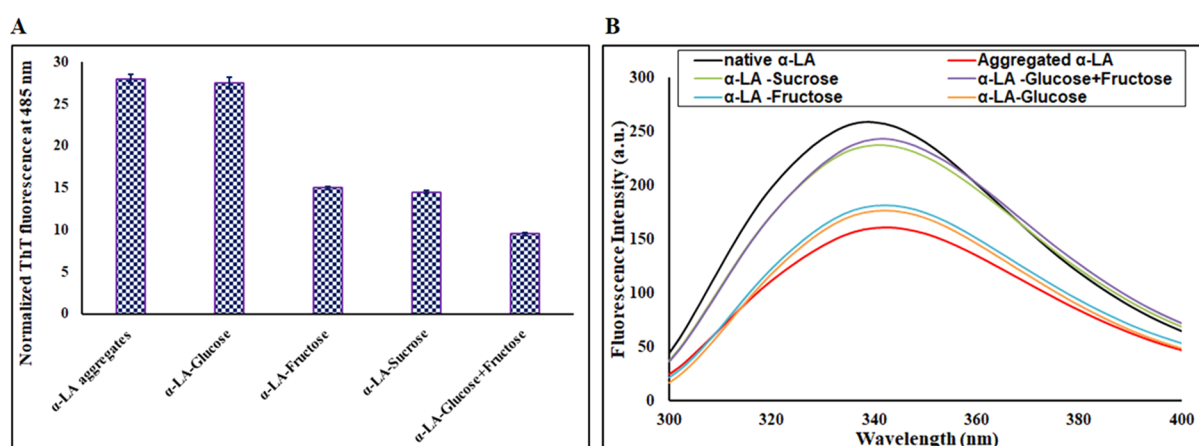 A
Normalized ThT fluorescence at 485 nm
30
25
20
15
10
5
0
α-LA aggregates
α-LA-Glucose
α-LA-Fructose
α-LA-Sucrose
α-LA-Glucose+Fructose
B
native α-LA
Aggregated α-LA
α-LA -Sucrose
α-LA -Glucose+Fructose
α-LA -Fructose
α-LA-Glucose
Fluorescence Intensity (a.u.)
300
250
200
150
100
50
0
300 320 340 360 380 400
Wavelength (nm)